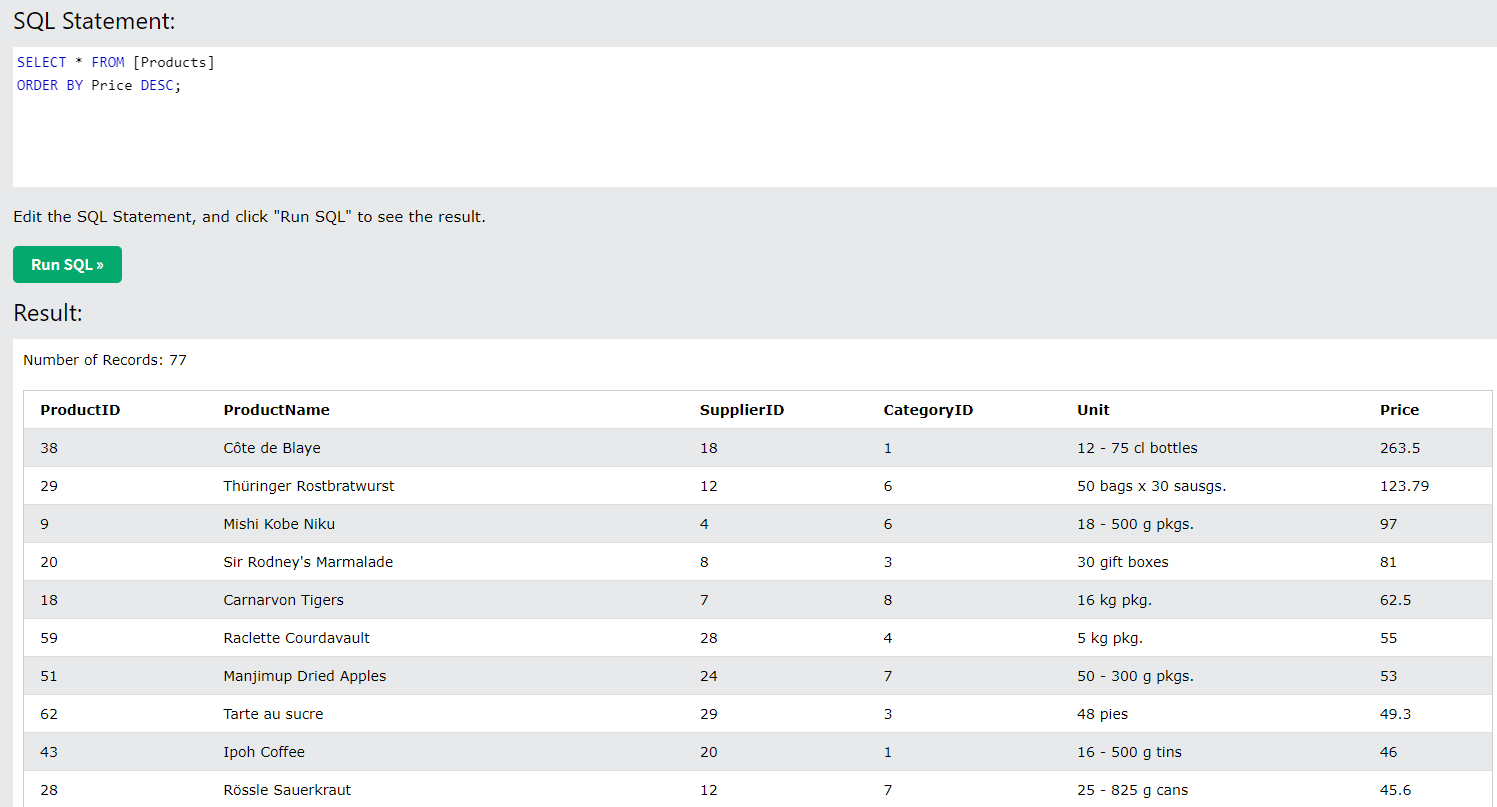 SQL Statement:
SELECT * FROM [Products]
ORDER BY Price DESC;
Edit the SQL Statement, and click "Run SQL" to see the result.
Run SQL »
Result:
Number of Records: 77
ProductID ProductName SupplierID CategoryID Unit Price
38 Côte de Blaye 18 1 12 - 75 cl bottles 263.5
29 Thüringer Rostbratwurst 12 6 50 bags x 30 sausgs. 123.79
9 Mishi Kobe Niku 4 6 18 - 500 g pkgs. 97
20 Sir Rodney's Marmalade 8 3 30 gift boxes 81
18 Carnarvon Tigers 7 8 16 kg pkg. 62.5
59 Raclette Courdavault 28 4 5 kg pkg. 55
51 Manjimup Dried Apples 24 7 50 - 300 g pkgs. 53
62 Tarte au sucre 29 3 48 pies 49.3
43 Ipoh Coffee 20 1 16 - 500 g tins 46
28 Rössle Sauerkraut 12 7 25 - 825 g cans 45.6